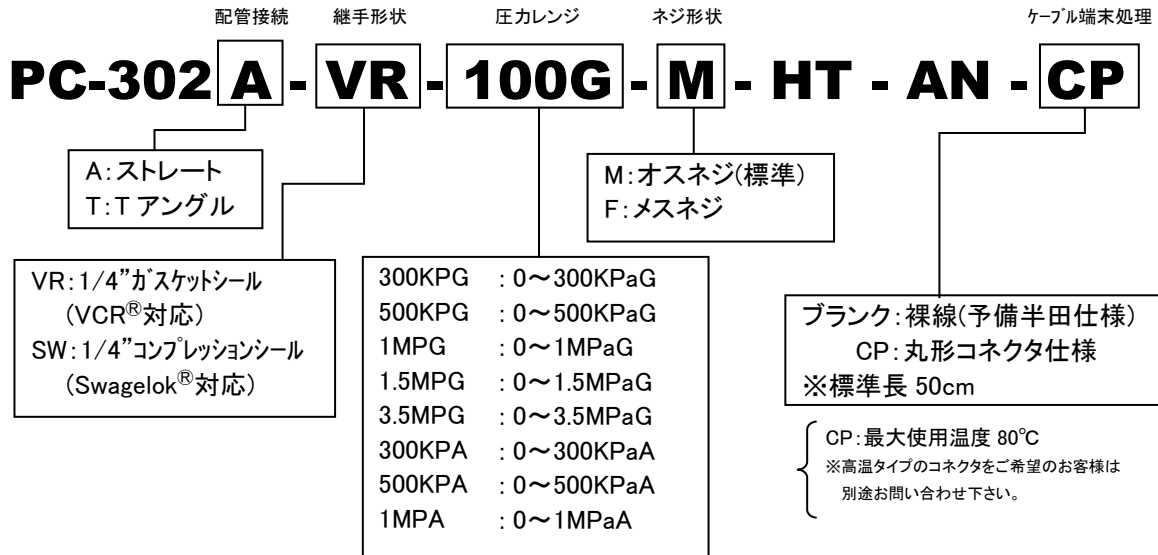 配管接続 継手形状 圧力レンジ ネジ形状 ケーブル端末処理
PC-302 A - VR - 100G - M - HT - AN - CP
A:ストレート
T:T アングル
M:オスネジ(標準)
F:メスネジ
VR:1/4”ガスケットシール
(VCR®対応)
SW:1/4”コンプレッションシール
(Swagelok®対応)
300KPG :0~300KPaG
500KPG :0~500KPaG
1MPG :0~1MPaG
1.5MPG :0~1.5MPaG
3.5MPG :0~3.5MPaG
300KPA :0~300KPaA
500KPA :0~500KPaA
1MPA :0~1MPaA
ブランク:裸線(予備半田仕様)
CP:丸形コネクタ仕様
※標準長 50cm
CP:最大使用温度 80℃
※高温タイプのコネクタをご希望のお客様は
別途お問い合わせ下さい。